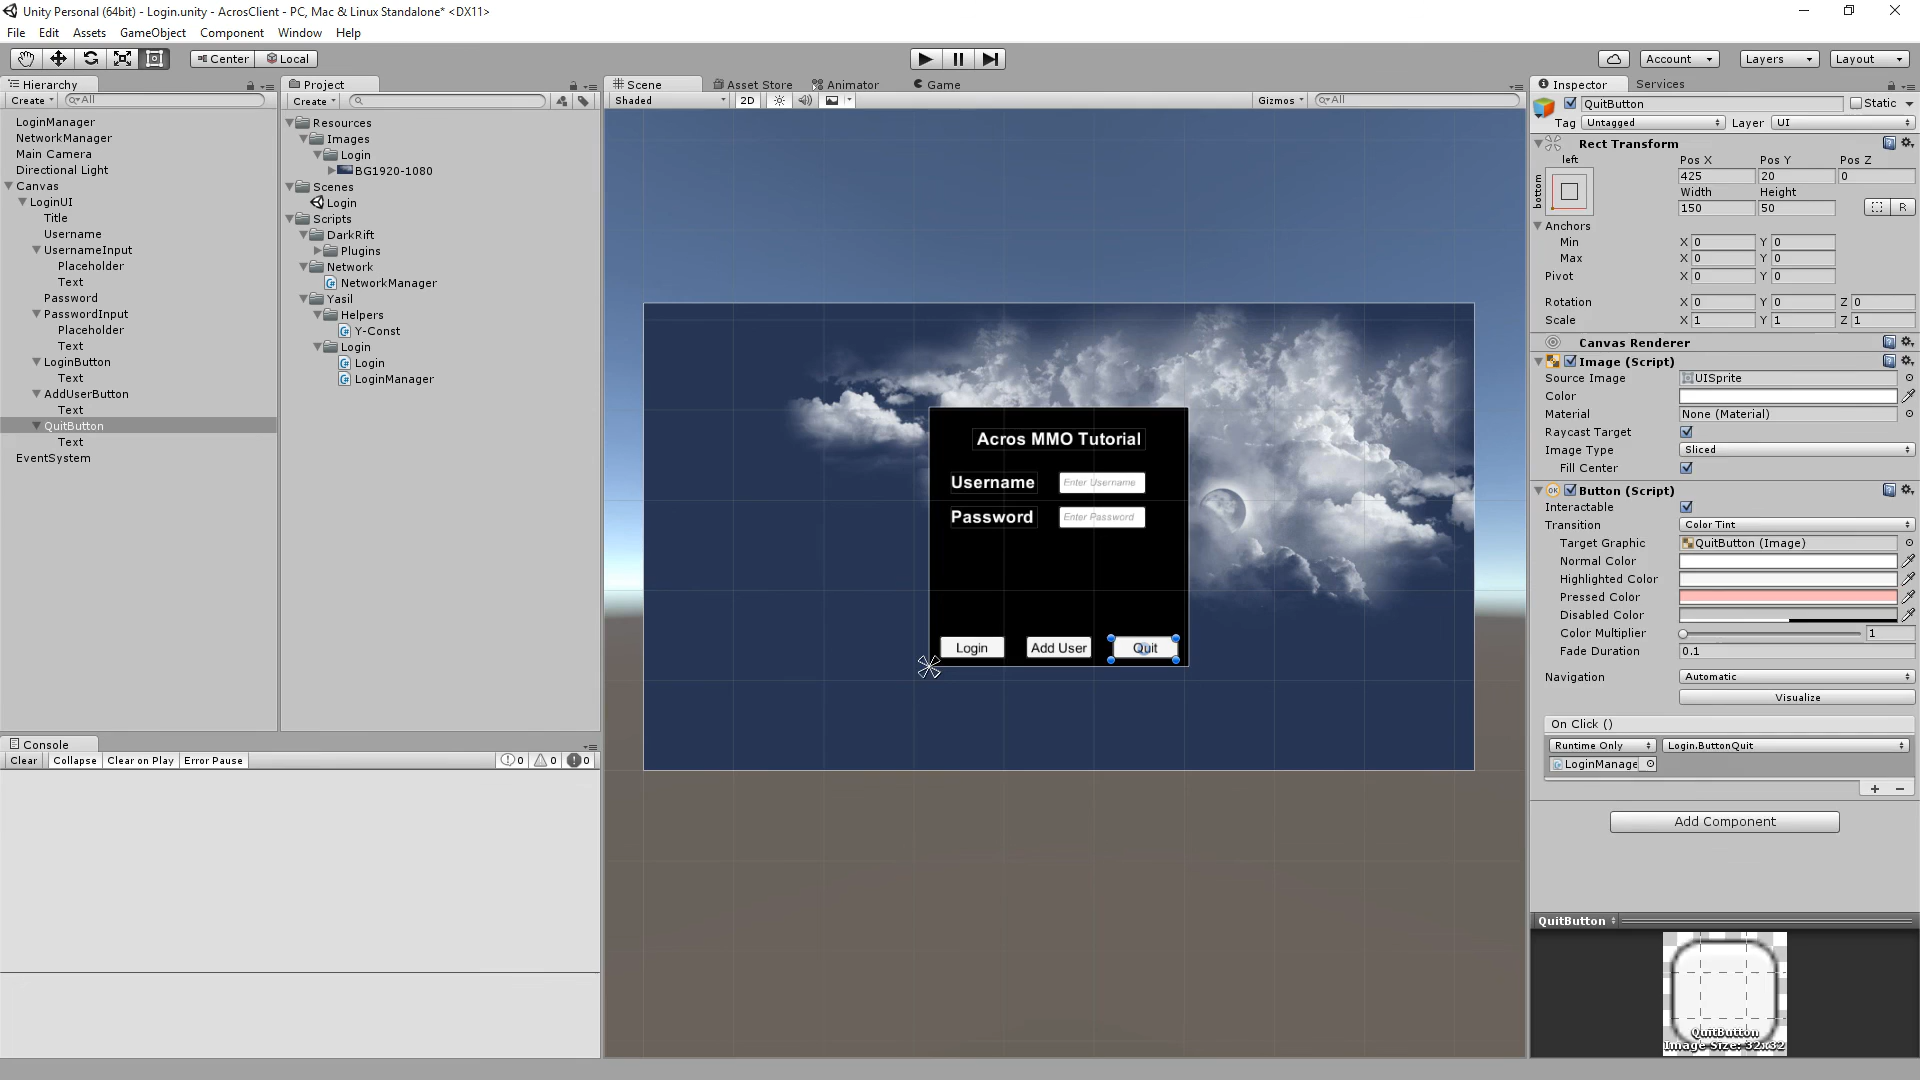 Unity Personal (64bit) - Login.unity - AcrosClient - PC, Mac & Linux Standalone* <DX11>
File Edit Assets GameObject Component Window Help
Center Local Account Layers Layout
Hierarchy
Create All
LoginManager
NetworkManager
Main Camera
Directional Light
Canvas
LoginUI
Title
Username
UsernameInput
Placeholder
Text
Password
PasswordInput
Placeholder
Text
LoginButton
Text
AddUserButton
Text
QuitButton
Text
EventSystem
Project
Create
Resources
Images
Login
BG1920-1080
Scenes
Login
Scripts
DarkRift
Plugins
Network
NetworkManager
Yasil
Helpers
Y-Const
Login
Login
LoginManager
Console
Clear Collapse Clear on Play Error Pause 0 0 0
Scene Asset Store Animator Game
Shaded 2D Gizmos All
Acros MMO Tutorial
Username Enter Username
Password Enter Password
Login Add User Quit
Inspector Services
QuitButton Static
Tag Untagged Layer UI
Rect Transform
left Pos X Pos Y Pos Z
bottom 425 20 0
Width Height
150 50 R
Anchors
Min X 0 Y 0
Max X 0 Y 0
Pivot X 0 Y 0
Rotation X 0 Y 0 Z 0
Scale X 1 Y 1 Z 1
Canvas Renderer
Image (Script)
Source Image UISprite
Color
Material None (Material)
Raycast Target
Image Type Sliced
Fill Center
OK Button (Script)
Interactable
Transition Color Tint
Target Graphic QuitButton (Image)
Normal Color
Highlighted Color
Pressed Color
Disabled Color
Color Multiplier 1
Fade Duration 0.1
Navigation Automatic
Visualize
On Click ()
Runtime Only Login.ButtonQuit
LoginManage
+ −
Add Component
QuitButton
QuitButton
Image Size: 32x32